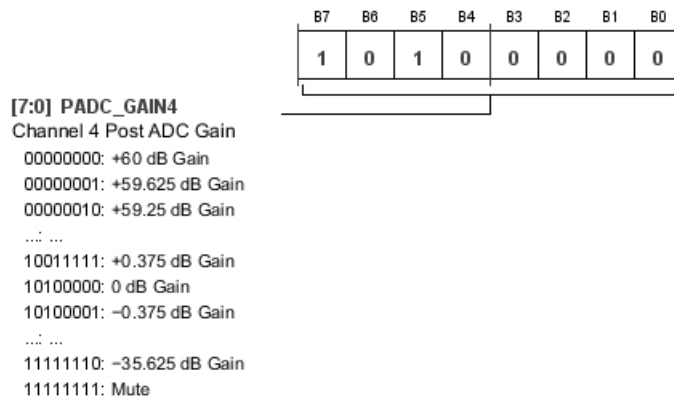 B7 B6 B5 B4 B3 B2 B1 B0
1 0 1 0 0 0 0 0
[7:0] PADC_GAIN4
Channel 4 Post ADC Gain
00000000: +60 dB Gain
00000001: +59.625 dB Gain
00000010: +59.25 dB Gain
...: ...
10011111: +0.375 dB Gain
10100000: 0 dB Gain
10100001: −0.375 dB Gain
...: ...
11111110: −35.625 dB Gain
11111111: Mute